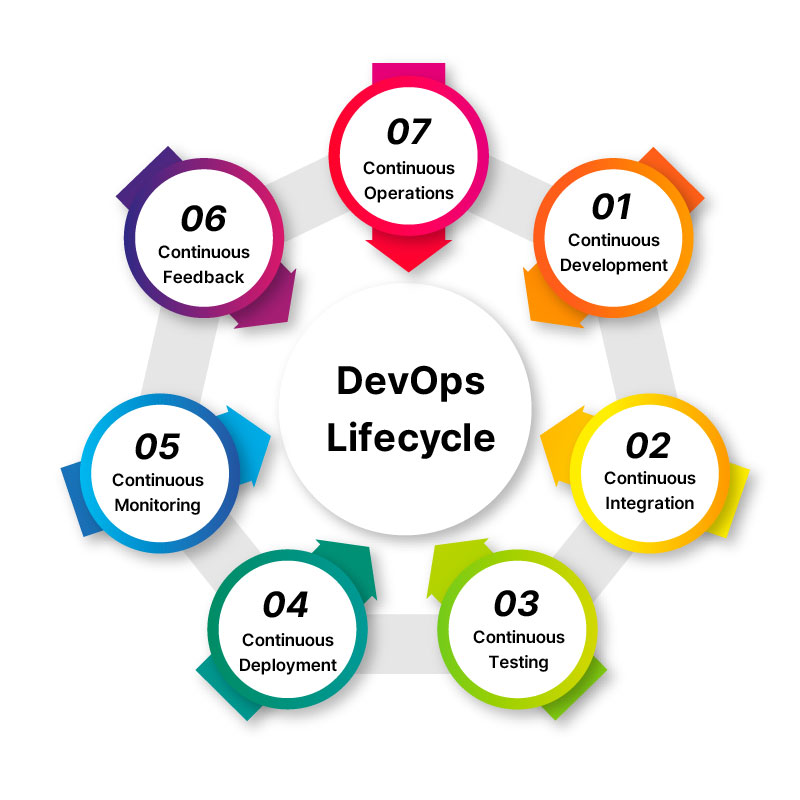 DevOps
Lifecycle
01
Continuous
Development
02
Continuous
Integration
03
Continuous
Testing
04
Continuous
Deployment
05
Continuous
Monitoring
06
Continuous
Feedback
07
Continuous
Operations